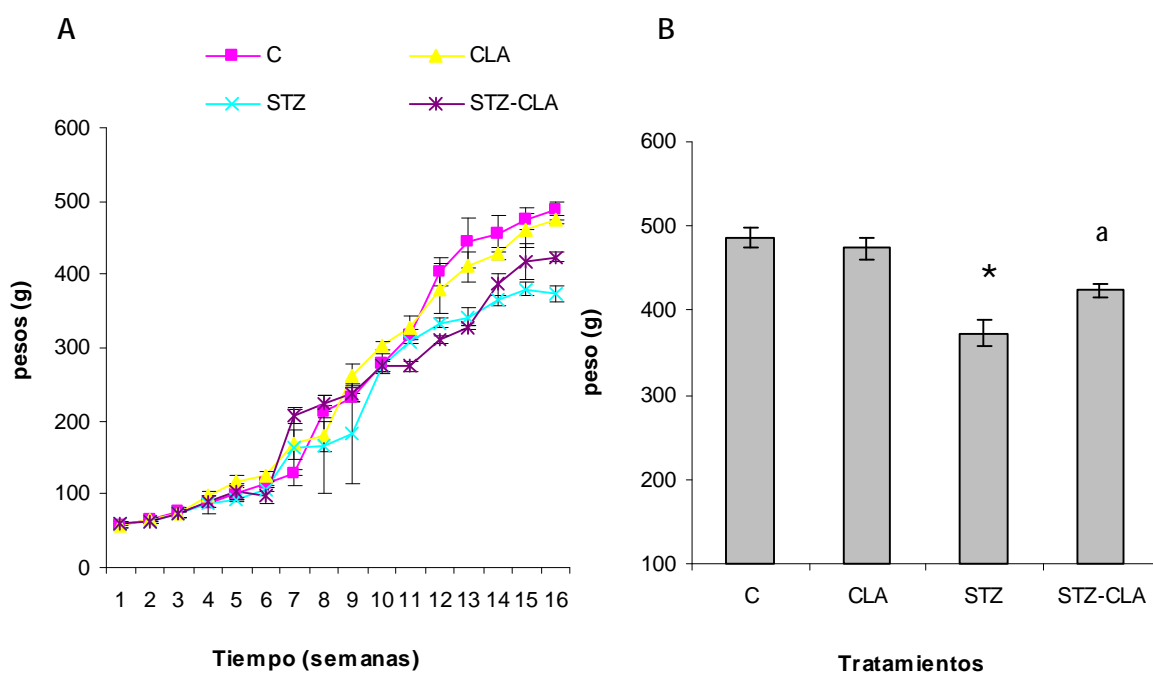 A
C
CLA
STZ
STZ-CLA
600
500
400
300
200
100
0
pesos (g)
1 2 3 4 5 6 7 8 9 10 11 12 13 14 15 16
Tiempo (semanas)
B
600
500
400
300
400
100
peso (g)
*
a
C CLA STZ STZ-CLA
Tratamientos